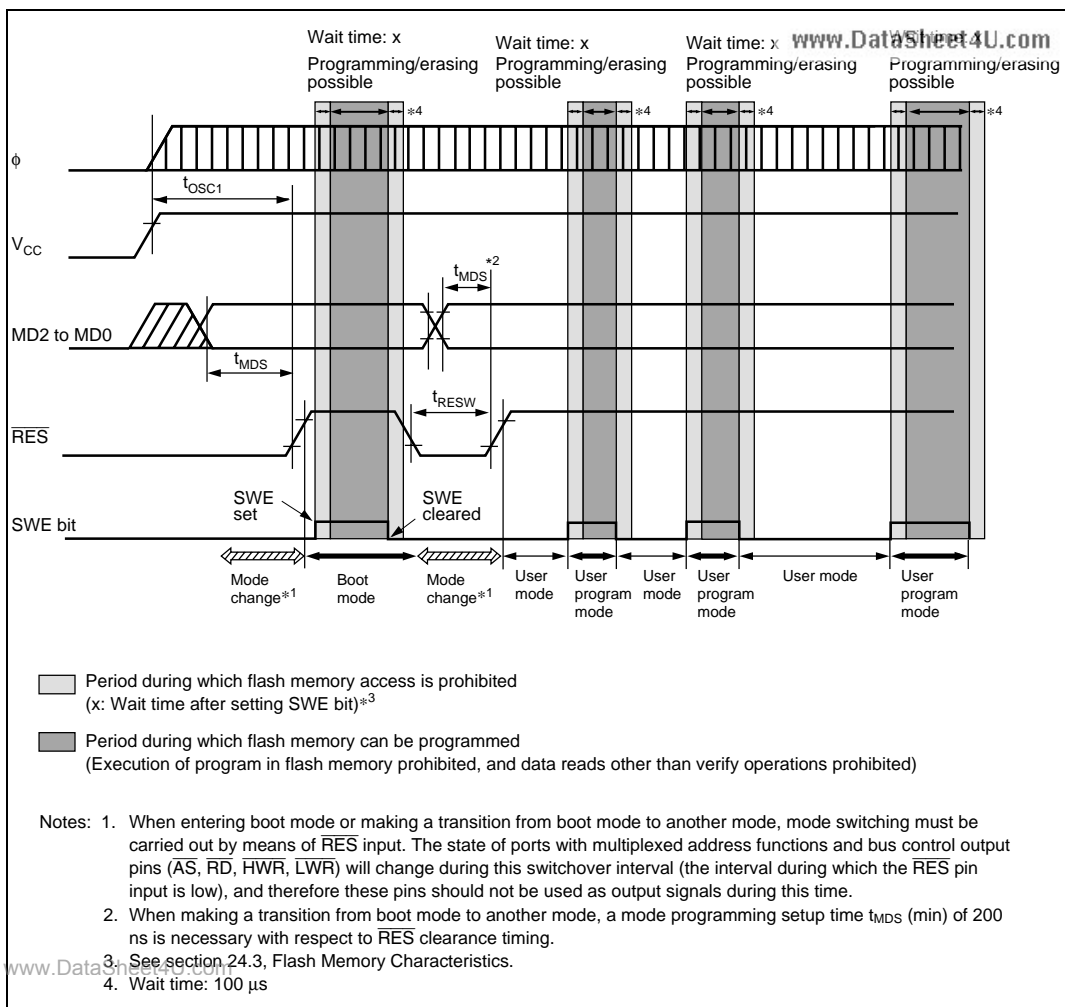 www.DataSheet4U.com
Wait time: x
Programming/erasing
possible
Wait time: x
Programming/erasing
possible
Wait time: x
Programming/erasing
possible
Programming/erasing
possible
*4
*4
*4
*4
φ
tOSC1
VCC
tMDS*2
MD2 to MD0
tMDS
tRESW
RES
SWE
set
SWE
cleared
SWE bit
Mode
change*1
Boot
mode
Mode
change*1
User
mode
User
program
mode
User
mode
User
program
mode
User mode
User
program
mode
Period during which flash memory access is prohibited
(x: Wait time after setting SWE bit)*3
Period during which flash memory can be programmed
(Execution of program in flash memory prohibited, and data reads other than verify operations prohibited)
Notes: 1. When entering boot mode or making a transition from boot mode to another mode, mode switching must be
carried out by means of RES input. The state of ports with multiplexed address functions and bus control output
pins (AS, RD, HWR, LWR) will change during this switchover interval (the interval during which the RES pin
input is low), and therefore these pins should not be used as output signals during this time.
2. When making a transition from boot mode to another mode, a mode programming setup time tMDS (min) of 200
ns is necessary with respect to RES clearance timing.
3. See section 24.3, Flash Memory Characteristics.
www.DataSheet4U.com
4. Wait time: 100 μs